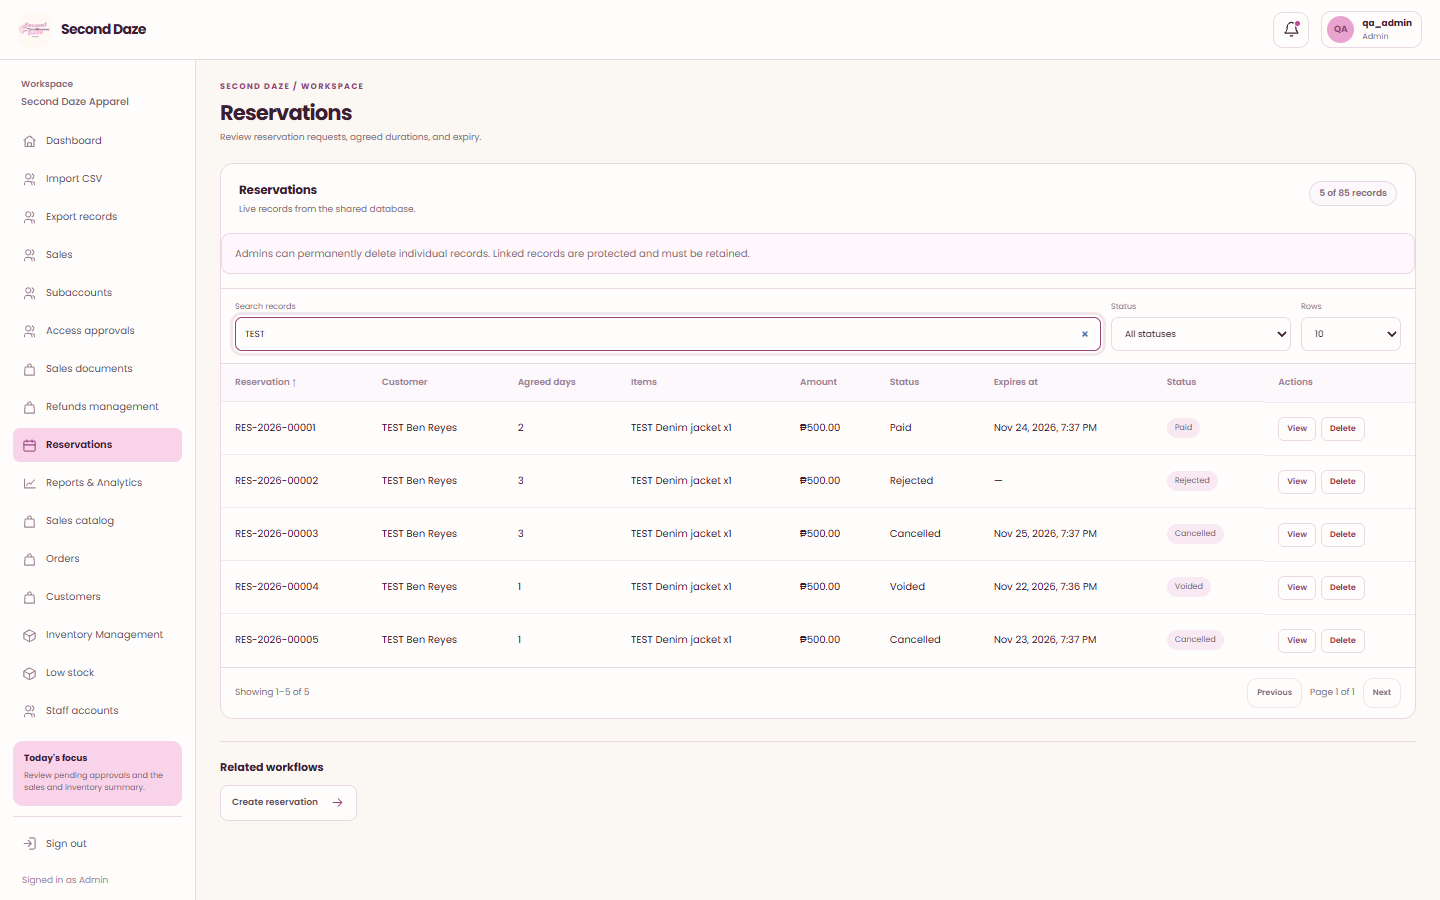 Second Daze
qa_admin
QA
Admin
Workspace
Second Daze Apparel
Dashboard
Import CSV
Export records
Sales
Subaccounts
Access approvals
Sales documents
Refunds management
Reservations
Reports & Analytics
Sales catalog
Orders
Customers
Inventory Management
Low stock
Staff accounts
Today's focus
Review pending approvals and the
sales and inventory summary.
Sign out
Signed in as Admin
SECOND DAZE / WORKSPACE
Reservations
Review reservation requests, agreed durations, and expiry.
Reservations
Live records from the shared database.
5 of 85 records
Admins can permanently delete individual records. Linked records are protected and must be retained.
Search records Status Rows
TEST × All statuses 10
Reservation ↑ Customer Agreed days Items Amount Status Expires at Status Actions
RES-2026-00001 TEST Ben Reyes 2 TEST Denim jacket x1 ₱500.00 Paid Nov 24, 2026, 7:37 PM Paid View Delete
RES-2026-00002 TEST Ben Reyes 3 TEST Denim jacket x1 ₱500.00 Rejected — Rejected View Delete
RES-2026-00003 TEST Ben Reyes 3 TEST Denim jacket x1 ₱500.00 Cancelled Nov 25, 2026, 7:37 PM Cancelled View Delete
RES-2026-00004 TEST Ben Reyes 1 TEST Denim jacket x1 ₱500.00 Voided Nov 22, 2026, 7:36 PM Voided View Delete
RES-2026-00005 TEST Ben Reyes 1 TEST Denim jacket x1 ₱500.00 Cancelled Nov 23, 2026, 7:37 PM Cancelled View Delete
Showing 1–5 of 5 Previous Page 1 of 1 Next
Related workflows
Create reservation →